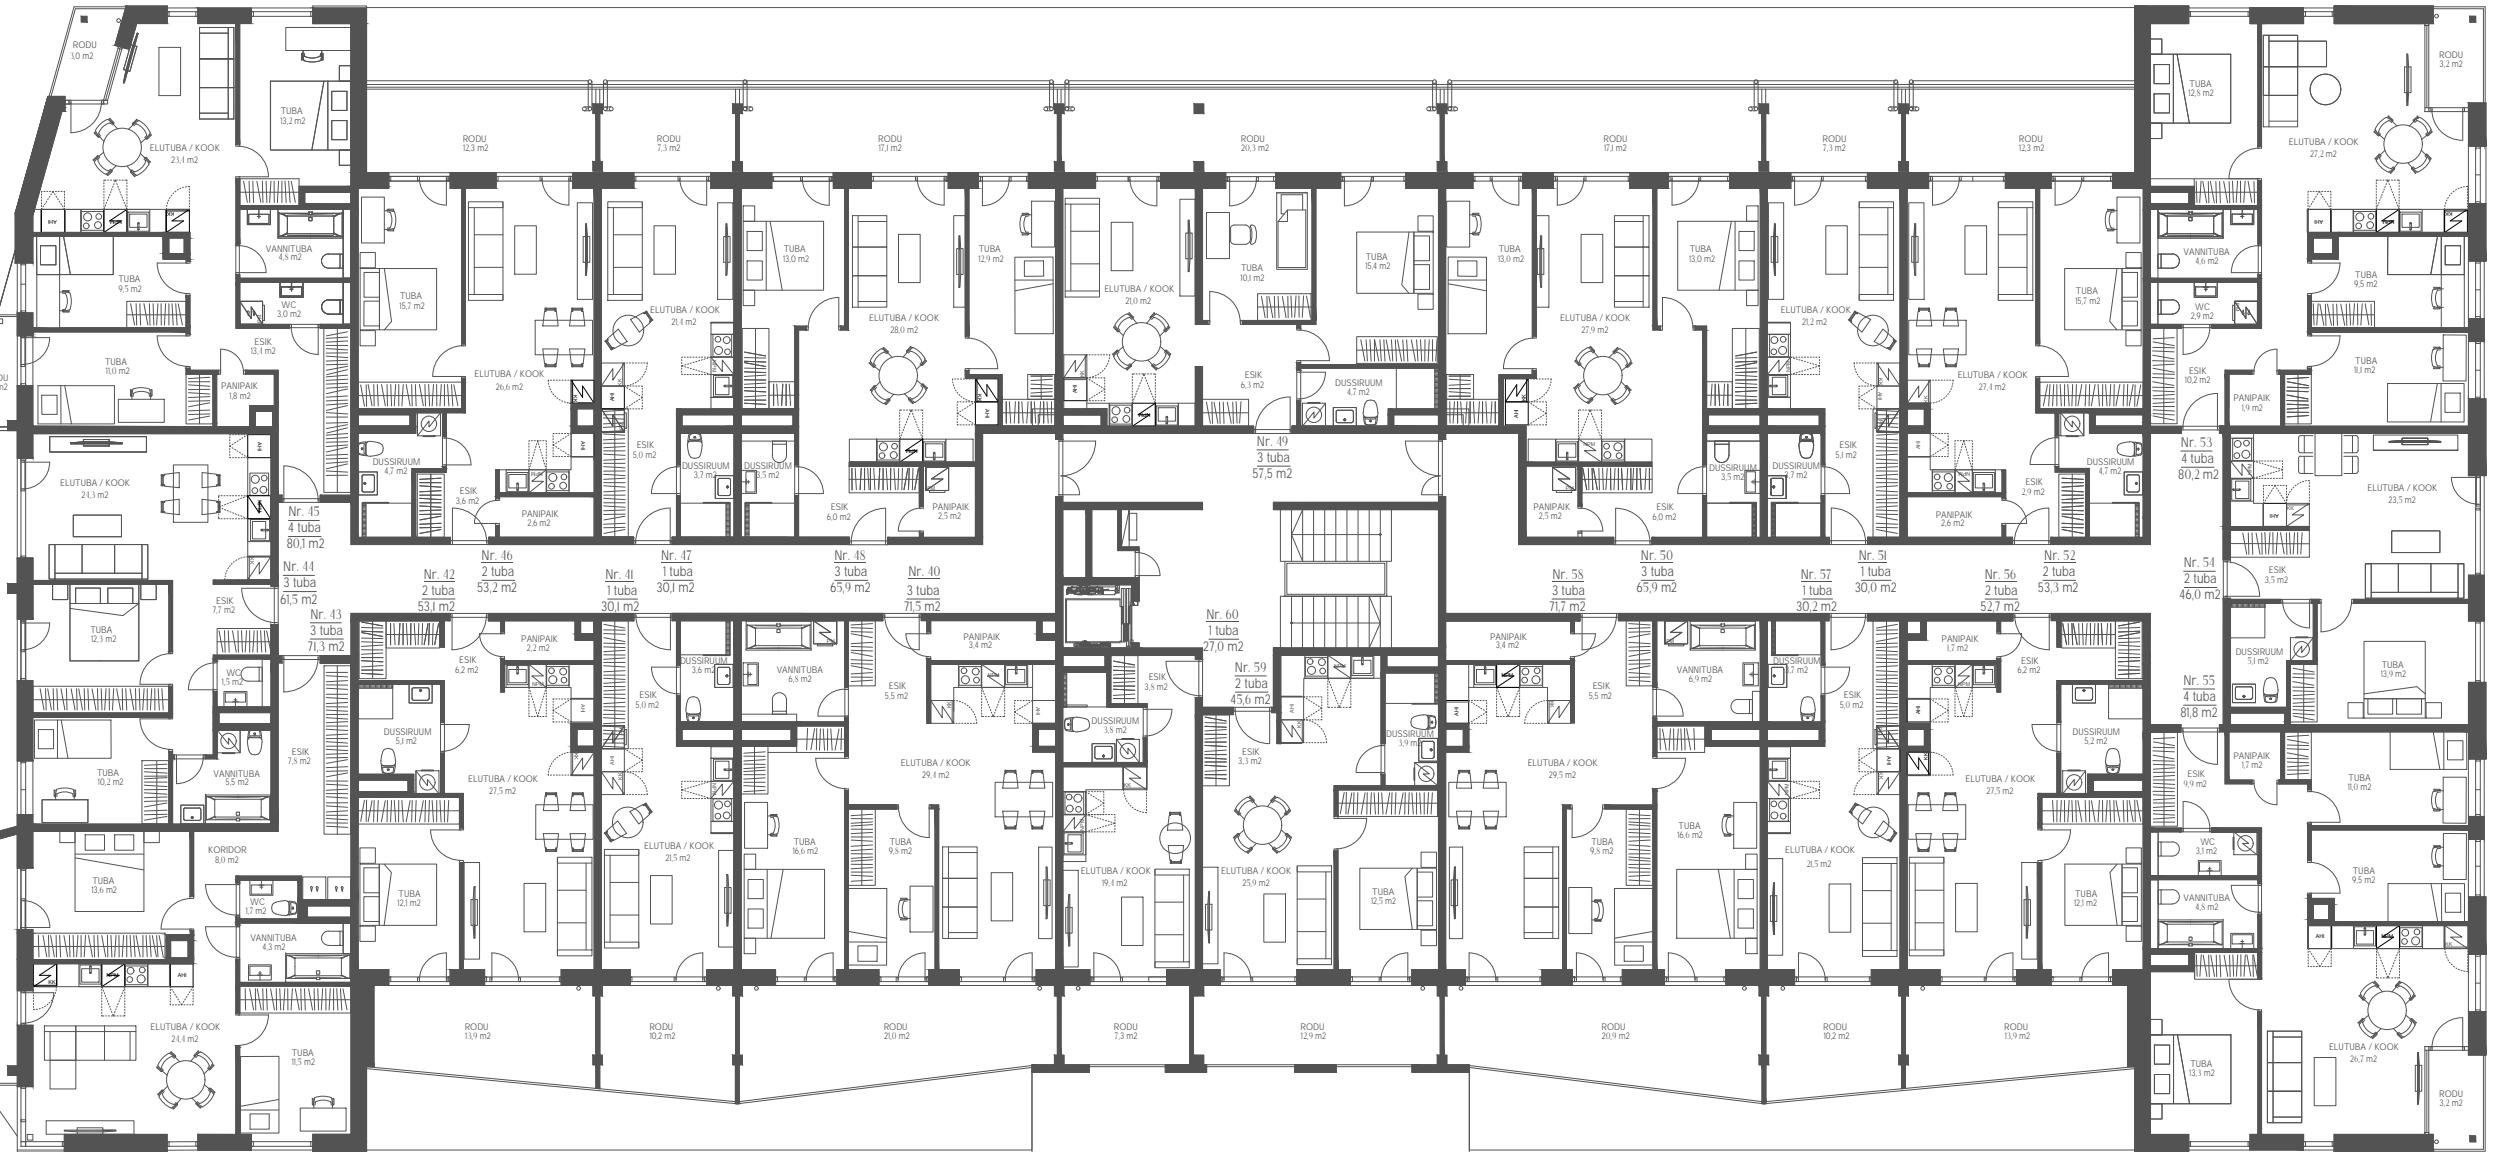 RODU
3,0 m2
TUBA
13,2 m2
ELUTUBA / KOOK
23,4 m2
VANNITUBA
4,8 m2
WC
3,0 m2
TUBA
9,5 m2
TUBA
11,0 m2
ESIK
13,4 m2
PANIPAIK
1,8 m2
Nr. 45
4 tuba
80,1 m2
RODU
12,3 m2
TUBA
15,7 m2
ELUTUBA / KOOK
26,6 m2
DUSSIRUUM
4,7 m2
ESIK
3,6 m2
PANIPAIK
2,6 m2
Nr. 46
2 tuba
53,2 m2
RODU
7,3 m2
ELUTUBA / KOOK
21,4 m2
ESIK
5,0 m2
DUSSIRUUM
3,7 m2
Nr. 47
1 tuba
30,1 m2
RODU
17,1 m2
TUBA
13,0 m2
ELUTUBA / KOOK
28,0 m2
TUBA
12,9 m2
DUSSIRUUM
3,5 m2
ESIK
6,0 m2
PANIPAIK
2,5 m2
Nr. 48
3 tuba
65,9 m2
RODU
20,3 m2
ELUTUBA / KOOK
21,0 m2
TUBA
10,1 m2
TUBA
15,4 m2
ESIK
6,3 m2
DUSSIRUUM
4,7 m2
Nr. 49
3 tuba
57,5 m2
RODU
17,1 m2
TUBA
13,0 m2
ELUTUBA / KOOK
27,9 m2
TUBA
13,0 m2
DUSSIRUUM
3,5 m2
PANIPAIK
2,5 m2
ESIK
6,0 m2
Nr. 50
3 tuba
65,9 m2
RODU
7,3 m2
ELUTUBA / KOOK
21,2 m2
DUSSIRUUM
3,7 m2
ESIK
5,1 m2
Nr. 51
1 tuba
30,0 m2
RODU
12,3 m2
TUBA
15,7 m2
ELUTUBA / KOOK
27,4 m2
DUSSIRUUM
4,7 m2
ESIK
2,9 m2
PANIPAIK
2,6 m2
Nr. 52
2 tuba
53,3 m2
TUBA
12,8 m2
RODU
3,2 m2
ELUTUBA / KOOK
27,2 m2
VANNITUBA
4,6 m2
WC
2,9 m2
TUBA
9,5 m2
TUBA
11,1 m2
ESIK
10,2 m2
PANIPAIK
1,9 m2
Nr. 53
4 tuba
80,2 m2
ELUTUBA / KOOK
24,3 m2
ESIK
7,7 m2
TUBA
12,3 m2
WC
1,5 m2
TUBA
10,2 m2
VANNITUBA
5,5 m2
Nr. 44
3 tuba
61,5 m2
Nr. 43
3 tuba
71,3 m2
ESIK
7,8 m2
KORIDOR
8,0 m2
TUBA
13,6 m2
WC
1,7 m2
VANNITUBA
4,3 m2
ELUTUBA / KOOK
24,4 m2
TUBA
11,5 m2
Nr. 42
2 tuba
53,1 m2
PANIPAIK
2,2 m2
ESIK
6,2 m2
DUSSIRUUM
5,1 m2
ELUTUBA / KOOK
27,5 m2
TUBA
12,1 m2
RODU
13,9 m2
Nr. 41
1 tuba
30,1 m2
DUSSIRUUM
3,6 m2
ESIK
5,0 m2
ELUTUBA / KOOK
21,5 m2
RODU
10,2 m2
Nr. 40
3 tuba
71,5 m2
VANNITUBA
6,8 m2
PANIPAIK
3,4 m2
ESIK
5,5 m2
ELUTUBA / KOOK
29,4 m2
TUBA
16,6 m2
TUBA
9,8 m2
RODU
21,0 m2
Nr. 60
1 tuba
27,0 m2
ESIK
3,8 m2
DUSSIRUUM
3,8 m2
ELUTUBA / KOOK
19,4 m2
RODU
7,3 m2
Nr. 59
2 tuba
45,6 m2
ESIK
3,3 m2
DUSSIRUUM
3,9 m2
ELUTUBA / KOOK
25,9 m2
TUBA
12,5 m2
RODU
12,9 m2
Nr. 58
3 tuba
71,7 m2
PANIPAIK
3,4 m2
ESIK
5,5 m2
VANNITUBA
6,9 m2
ELUTUBA / KOOK
29,5 m2
TUBA
9,8 m2
TUBA
16,6 m2
RODU
20,9 m2
Nr. 57
1 tuba
30,2 m2
DUSSIRUUM
3,7 m2
ESIK
5,0 m2
ELUTUBA / KOOK
21,5 m2
RODU
10,2 m2
Nr. 56
2 tuba
52,7 m2
PANIPAIK
1,7 m2
ESIK
6,2 m2
DUSSIRUUM
5,2 m2
ELUTUBA / KOOK
27,5 m2
TUBA
12,1 m2
RODU
13,9 m2
Nr. 54
2 tuba
46,0 m2
ELUTUBA / KOOK
23,5 m2
ESIK
3,5 m2
DUSSIRUUM
5,1 m2
TUBA
13,9 m2
Nr. 55
4 tuba
81,8 m2
ESIK
9,9 m2
PANIPAIK
1,7 m2
TUBA
11,0 m2
WC
3,1 m2
VANNITUBA
4,8 m2
TUBA
9,5 m2
ELUTUBA / KOOK
26,7 m2
TUBA
13,3 m2
RODU
3,2 m2